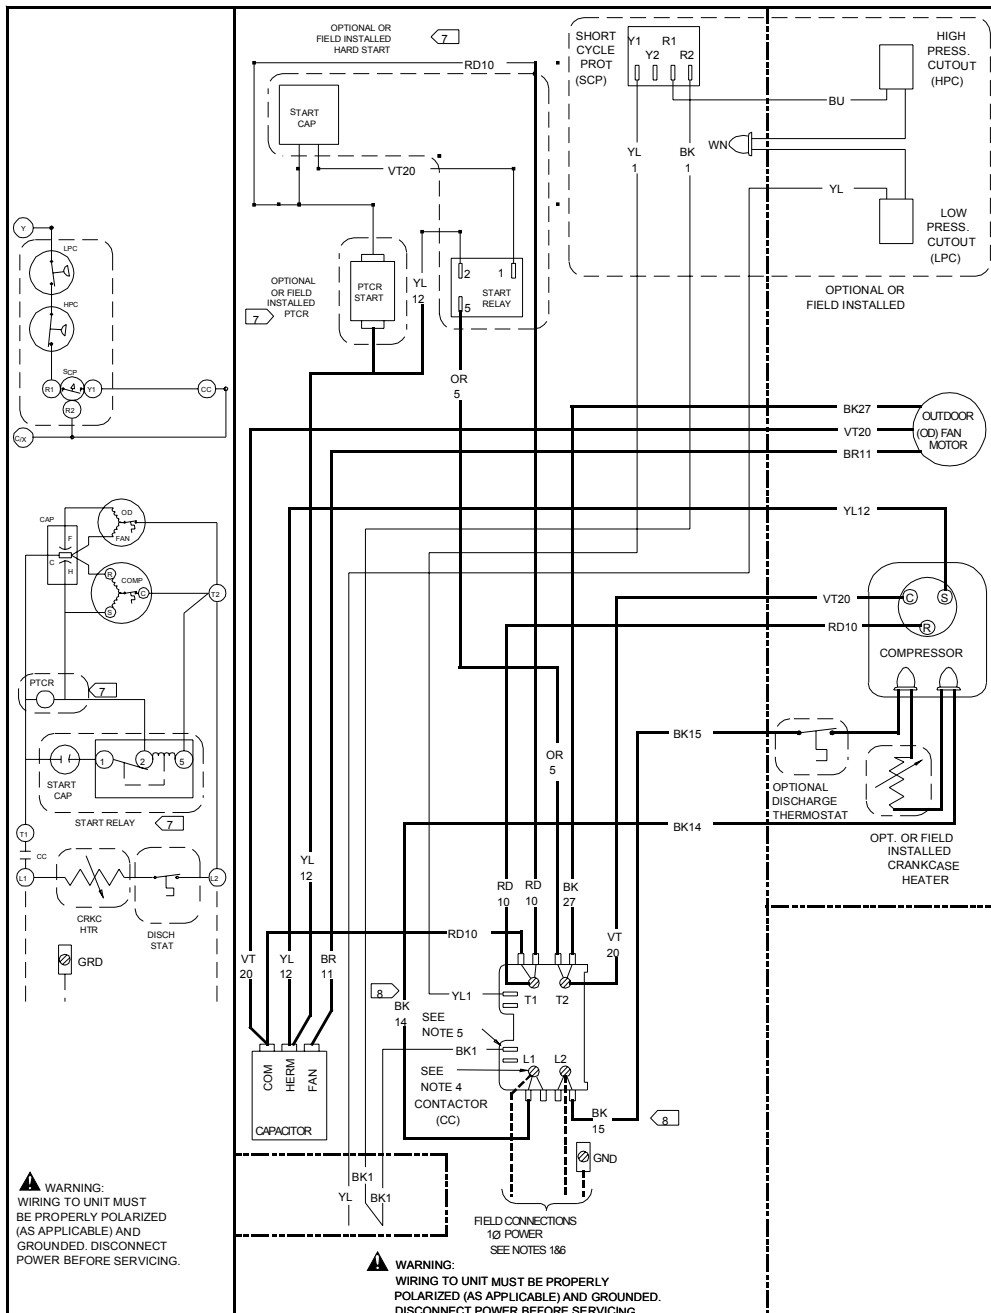 OPTIONAL OR
FIELD INSTALLED
HARD START
7
RD10
START
CAP
VT20
OPTIONAL
OR FIELD
INSTALLED
PTCR
7
PTCR
START
YL
12
2
1
START
RELAY
5
OR
5
SHORT
CYCLE
PROT
(SCP)
Y1
Y2
R1
R2
BU
YL
1
BK
1
WN
YL
HIGH
PRESS.
CUTOUT
(HPC)
LOW
PRESS.
CUTOUT
(LPC)
OPTIONAL OR
FIELD INSTALLED
Y
LPC
HPC
SCP
R1
Y1
R2
CC
C/X
BK27
VT20
BR11
OUTDOOR
(OD) FAN
MOTOR
YL12
VT20
RD10
C
S
R
COMPRESSOR
CAP
F
C
H
OD
FAN
R
COMP
C
S
T2
PTCR
7
1
2
5
START
CAP
START RELAY
7
T1
CC
L1
L2
CRKC
HTR
DISCH
STAT
GRD
BK15
OPTIONAL
DISCHARGE
THERMOSTAT
BK14
OPT. OR FIELD
INSTALLED
CRANKCASE
HEATER
OR
5
YL
12
RD
10
RD
10
BK
27
VT
20
RD10
VT
20
YL
12
BR
11
8
BK
14
YL1
T1
T2
SEE
NOTE 5
BK1
L1
L2
SEE
NOTE 4
CONTACTOR
(CC)
COM
HERM
FAN
CAPACITOR
BK
15
8
GND
YL
BK1
BK1
FIELD CONNECTIONS
1Ø POWER
SEE NOTES 1&6
WARNING:
WIRING TO UNIT MUST
BE PROPERLY POLARIZED
(AS APPLICABLE) AND
GROUNDED. DISCONNECT
POWER BEFORE SERVICING.
WARNING:
WIRING TO UNIT MUST BE PROPERLY
POLARIZED (AS APPLICABLE) AND GROUNDED.
DISCONNECT POWER BEFORE SERVICING